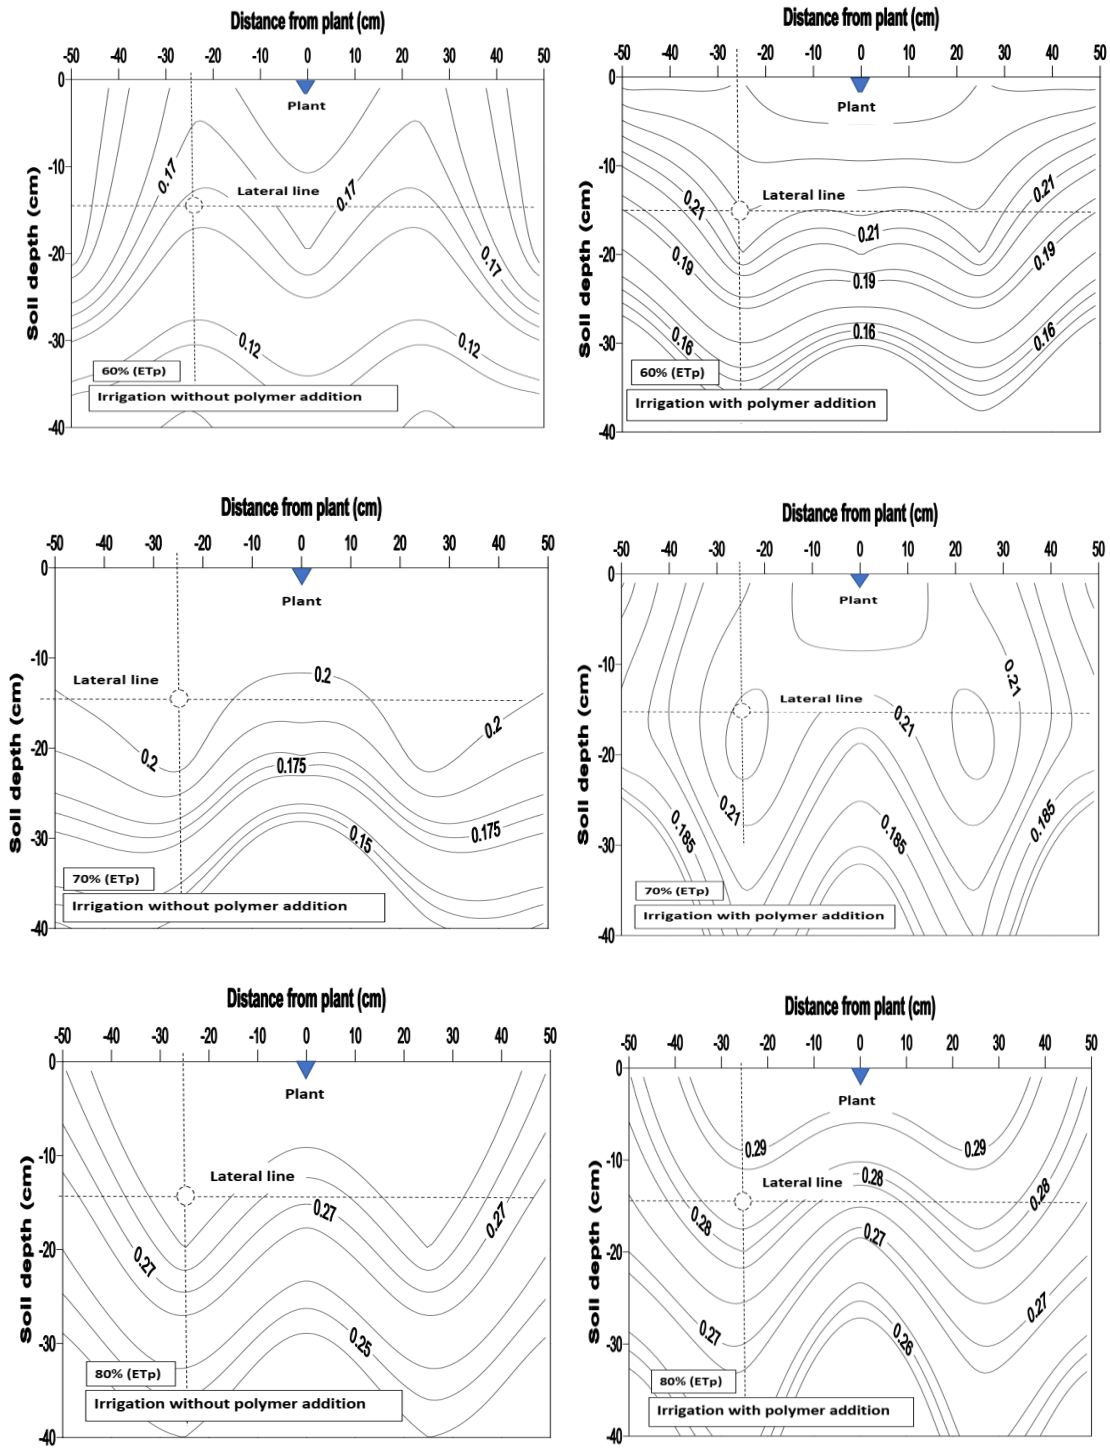 Distance from plant (cm)
-50 -40 -30 -20 -10 0 10 20 30 40 50
0
Plant
-10
0.17
Lateral line
0.17
Soil depth (cm)
-20
0.17
-30
0.12
0.12
60% (ETp)
Irrigation without polymer addition
-40
Distance from plant (cm)
-50 -40 -30 -20 -10 0 10 20 30 40 50
0
Plant
-10
0.21
Lateral line
0.21
Soil depth (cm)
0.21
-20
0.19
0.19
0.19
-30
0.16
0.16
0.16
60% (ETp)
Irrigation with polymer addition
-40
Distance from plant (cm)
-50 -40 -30 -20 -10 0 10 20 30 40 50
0
Plant
-10
0.2
Lateral line
0.2
Soil depth (cm)
-20
0.2
0.175
0.175
-30
0.15
70% (ETp)
Irrigation without polymer addition
-40
Distance from plant (cm)
-50 -40 -30 -20 -10 0 10 20 30 40 50
0
Plant
-10
0.21
Lateral line
0.21
Soil depth (cm)
-20
0.21
0.185
0.185
0.185
-30
70% (ETp)
Irrigation with polymer addition
-40
Distance from plant (cm)
-50 -40 -30 -20 -10 0 10 20 30 40 50
0
Plant
-10
Lateral line
0.27
0.27
Soil depth (cm)
-20
0.27
-30
0.25
80% (ETp)
Irrigation without polymer addition
-40
Distance from plant (cm)
-50 -40 -30 -20 -10 0 10 20 30 40 50
0
Plant
0.29
0.29
-10
0.28
Lateral line
0.28
0.28
Soil depth (cm)
-20
0.27
0.27
0.27
-30
0.26
80% (ETp)
Irrigation with polymer addition
-40